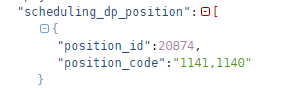 "scheduling_dp_position":[
{
"position_id":20874,
"position_code":"1141,1140"
}